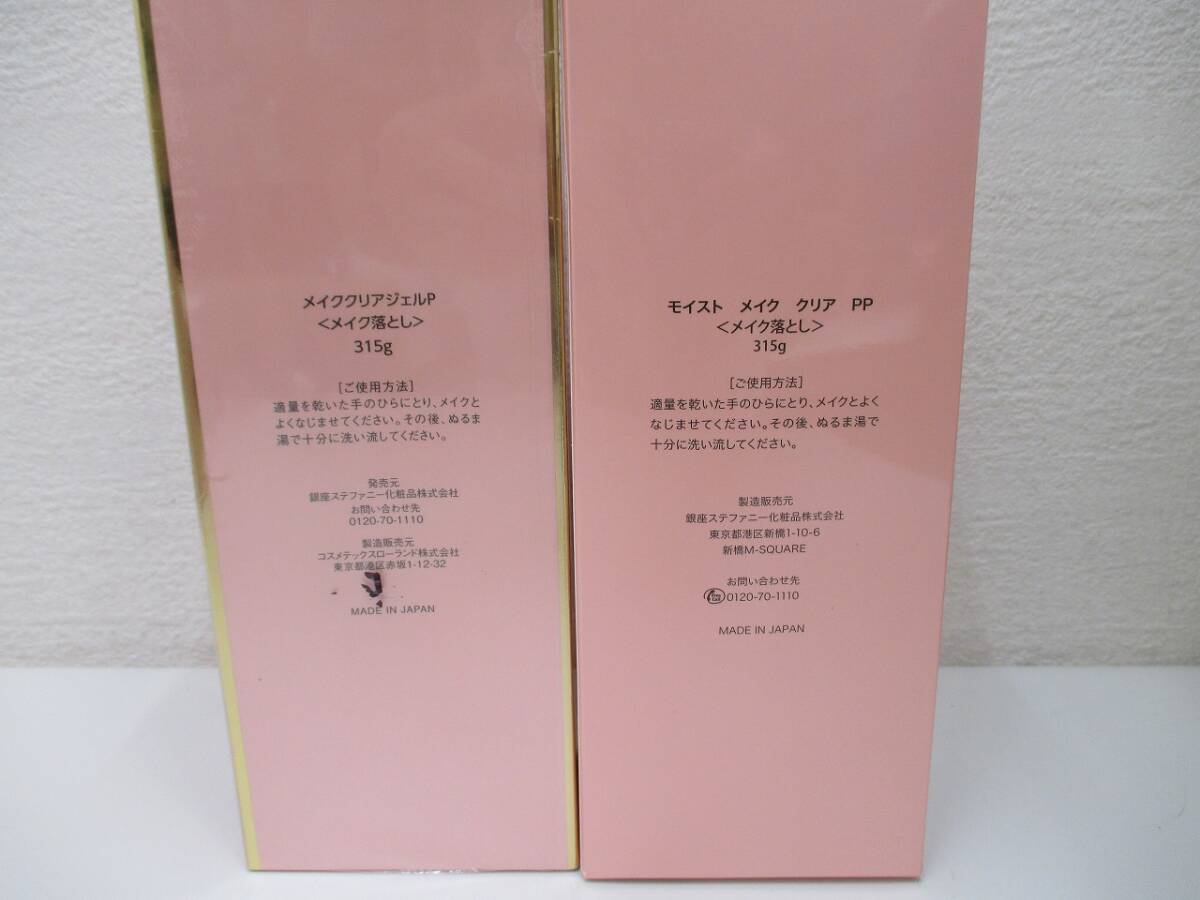 メイククリアジェルP
＜メイク落とし＞
315g
［ご使用方法］
適量を乾いた手のひらにとり、メイクと
よくなじませてください。その後、ぬるま
湯で十分に洗い流してください。
発売元
銀座ステファニー化粧品株式会社
お問い合わせ先
0120-70-1110
製造販売元
コスメテックスローランド株式会社
東京都港区赤坂1-12-32
MADE IN JAPAN
モイスト メイク クリア PP
＜メイク落とし＞
315g
［ご使用方法］
適量を乾いた手のひらにとり、メイクとよく
なじませてください。その後、ぬるま湯で
十分に洗い流してください。
製造販売元
銀座ステファニー化粧品株式会社
東京都港区新橋1-10-6
新橋M-SQUARE
お問い合わせ先
0120-70-1110
MADE IN JAPAN